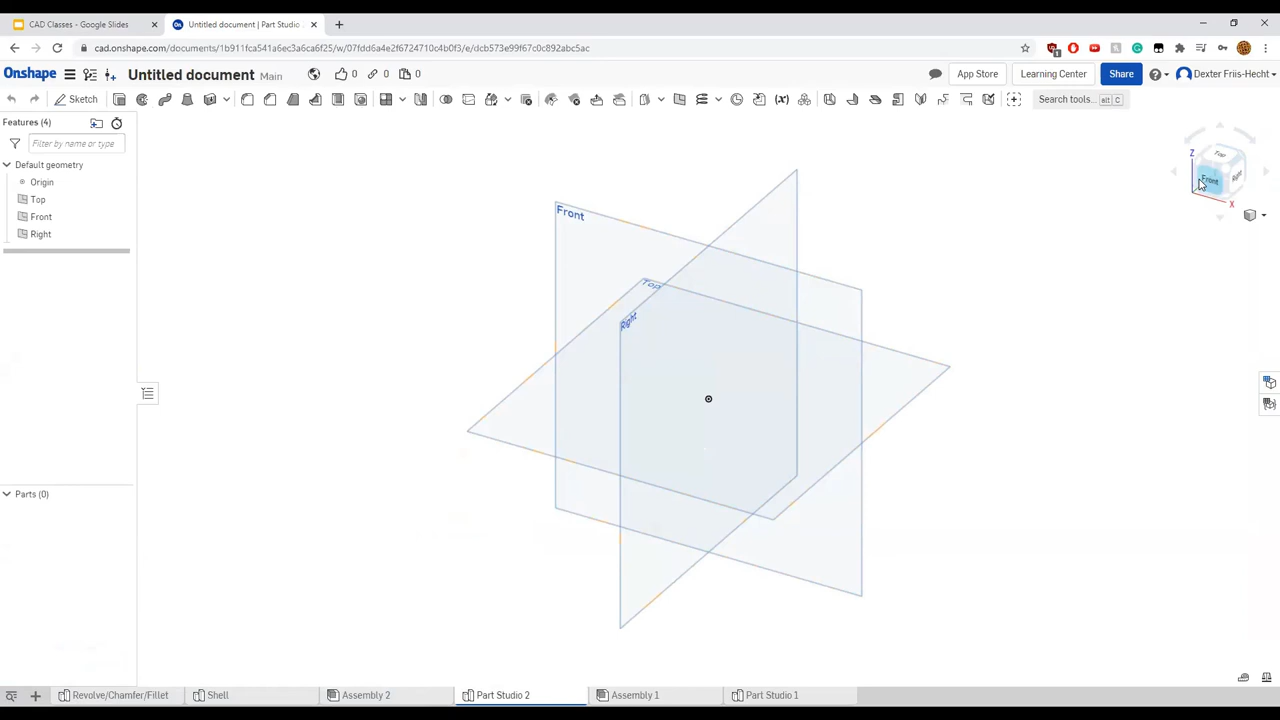 CAD Classes - Google Slides
Untitled document | Part Studio
cad.onshape.com/documents/1b911fca541a6ec3a6ca6f25/w/07fdd6a4e2f6724710c4b0f3/e/dcb573e99f67c0c892abc5ac
Onshape Untitled document Main 0 0 0 App Store Learning Center Share Dexter Friis-Hecht
Sketch (x) Search tools... alt C
Features (4)
Filter by name or type
Default geometry
Origin
Top
Front
Right
Parts (0)
Front
Top
Right
Z
Top
Front
Right
X
Revolve/Chamfer/Fillet Shell Assembly 2 Part Studio 2 Assembly 1 Part Studio 1